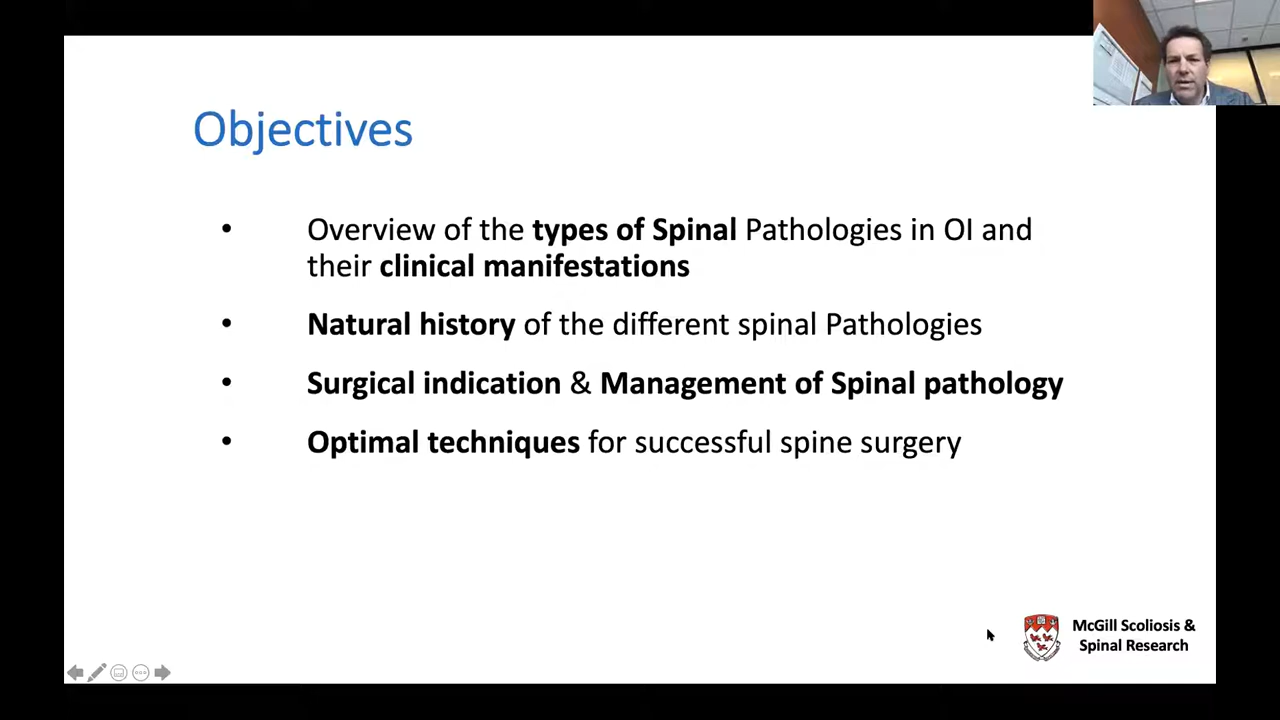 Objectives
• Overview of the types of Spinal Pathologies in OI and
their clinical manifestations
• Natural history of the different spinal Pathologies
• Surgical indication & Management of Spinal pathology
• Optimal techniques for successful spine surgery
McGill Scoliosis &
Spinal Research